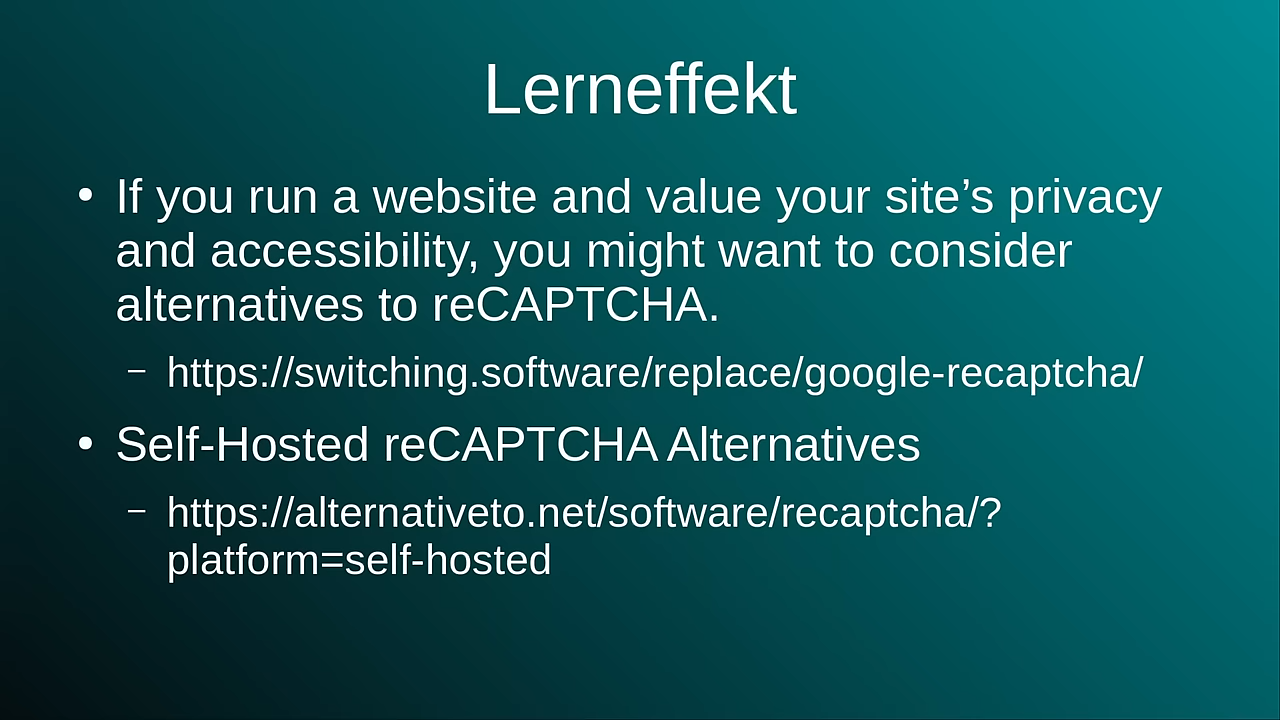 Lerneffekt
• If you run a website and value your site’s privacy
and accessibility, you might want to consider
alternatives to reCAPTCHA.
– https://switching.software/replace/google-recaptcha/
• Self-Hosted reCAPTCHA Alternatives
– https://alternativeto.net/software/recaptcha/?
platform=self-hosted